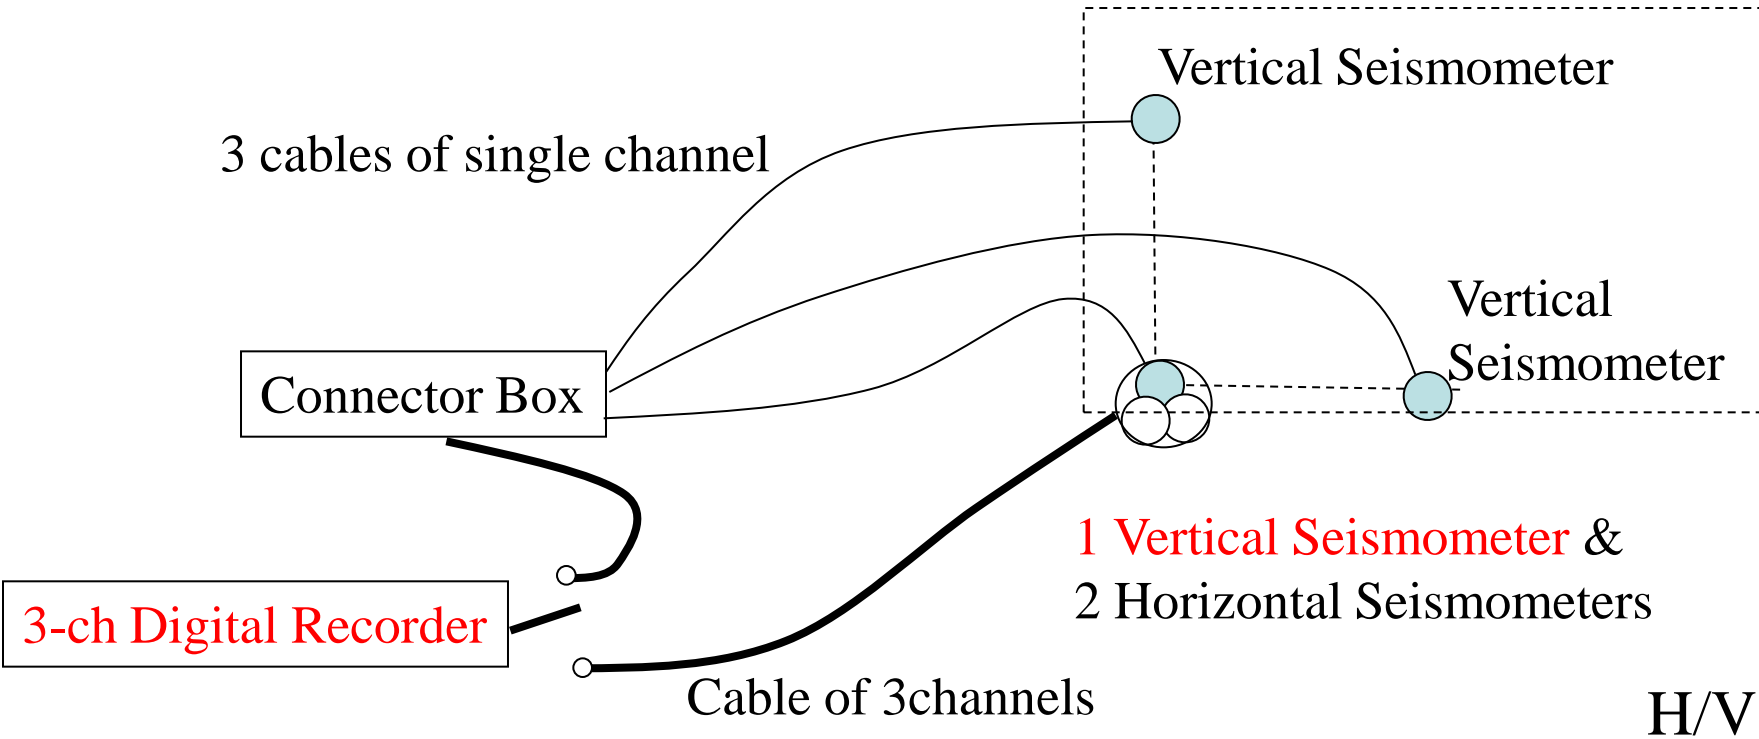 Vertical Seismometer
3 cables of single channel
Vertical
Seismometer
Connector Box
1 Vertical Seismometer &
2 Horizontal Seismometers
3-ch Digital Recorder
Cable of 3channels
H/V